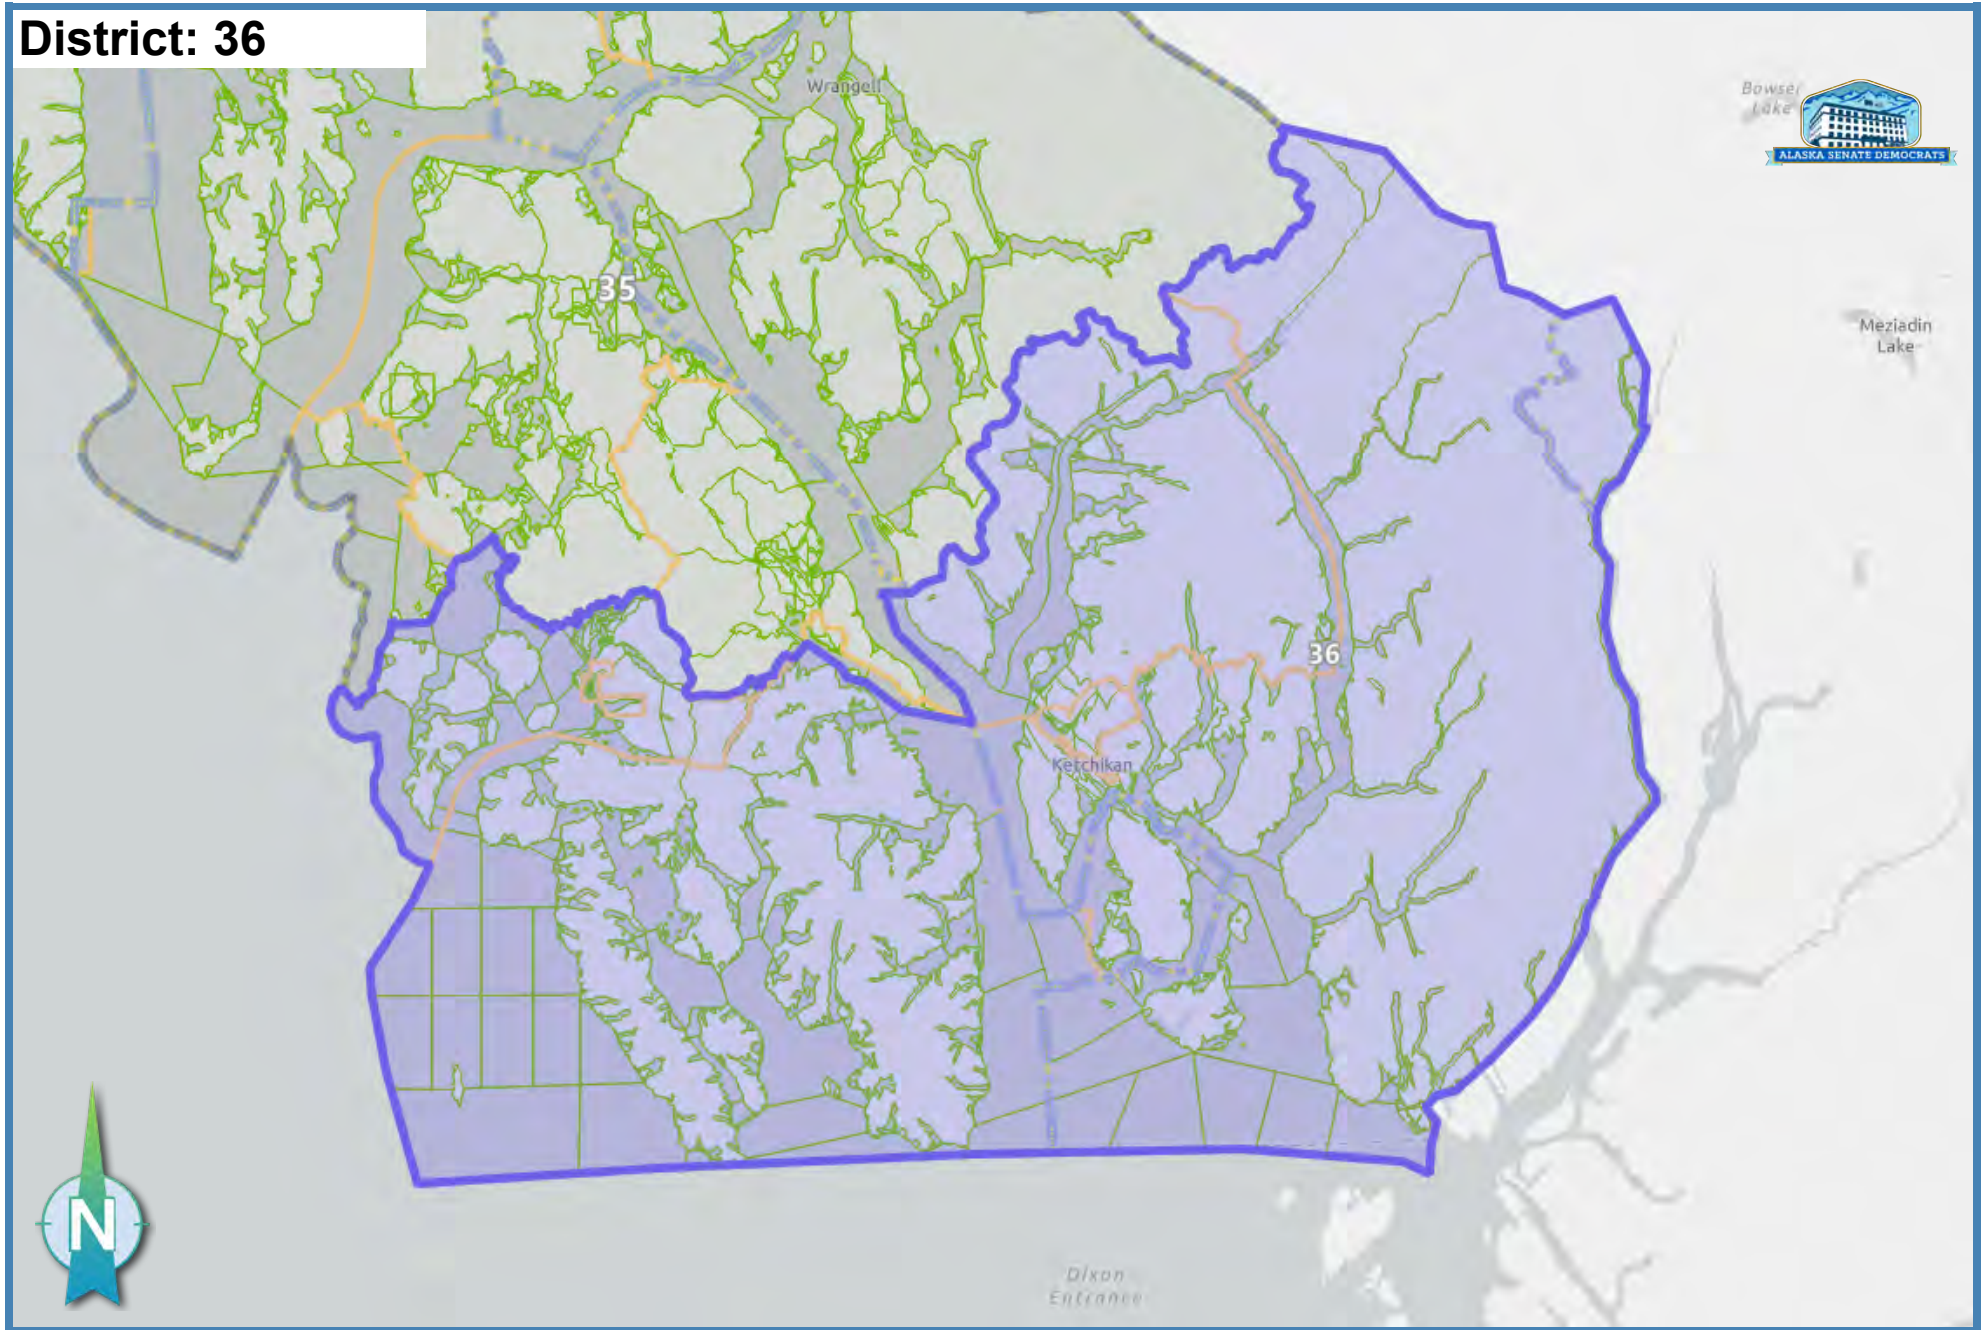 District: 36
Wrangell
Bowser
Lake
ALASKA SENATE DEMOCRATS
35
Meziadin
Lake
36
Ketchikan
N
Dixon
Entrance